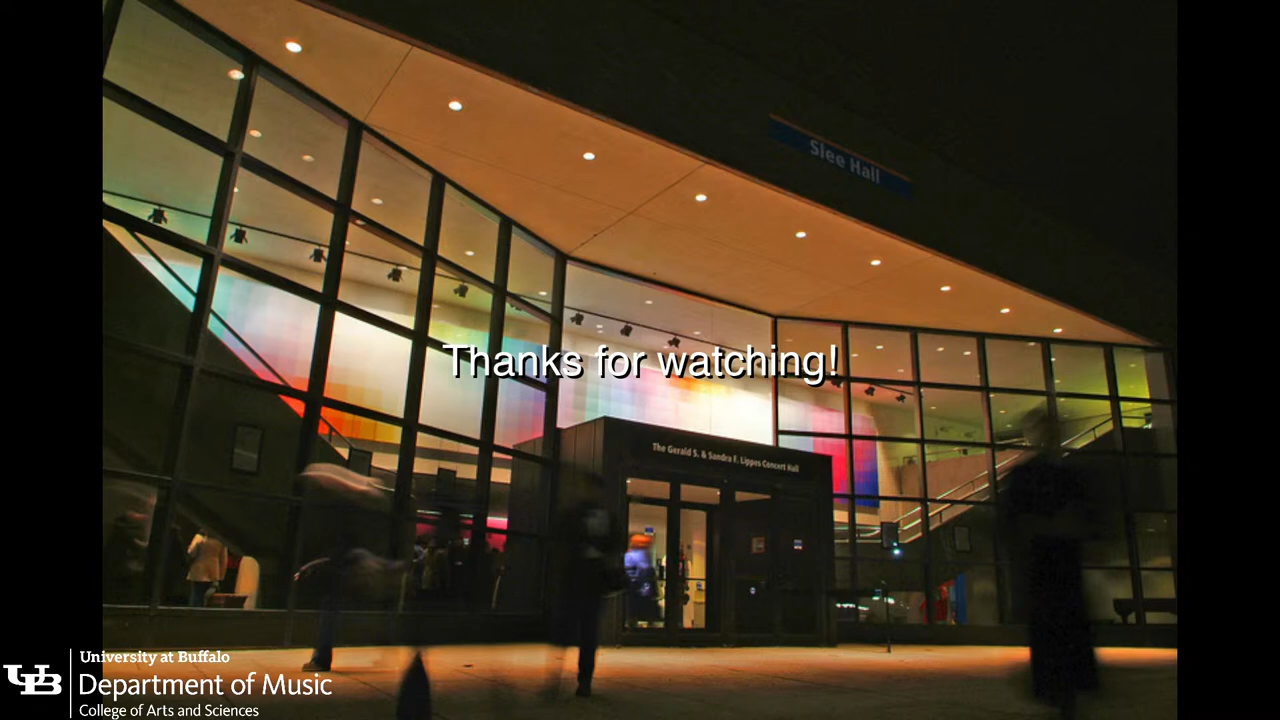 Slee Hall
Thanks for watching!
The Gerald S. & Sandra F. Lippes Concert Hall
UB
University at Buffalo
Department of Music
College of Arts and Sciences